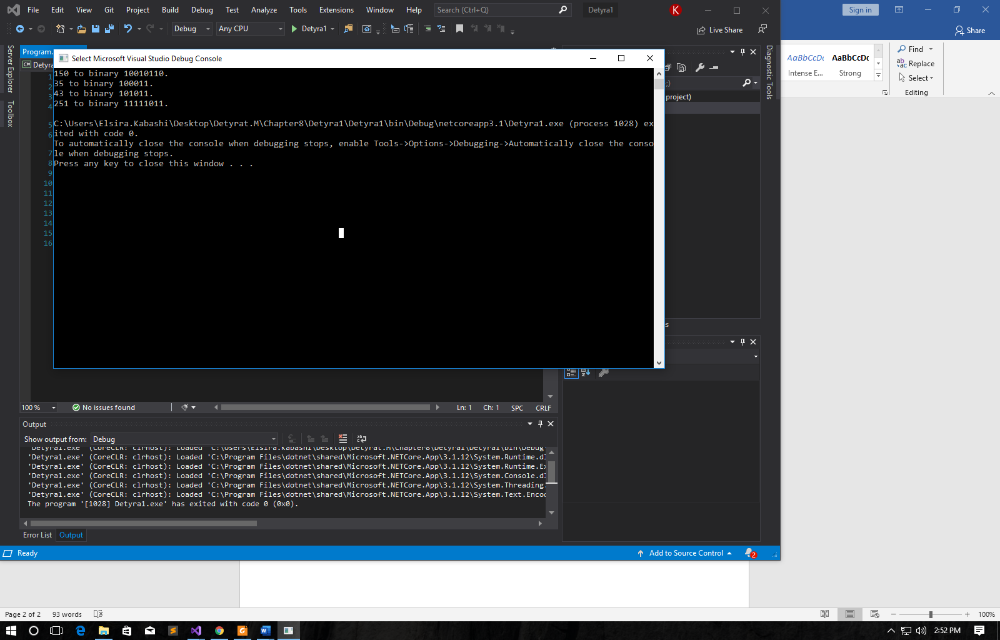 File Edit View Git Project Build Debug Test Analyze Tools Extensions Window Help Search (Ctrl+Q) Detyra1 K
Sign in
Debug Any CPU Detyra1 Live Share
Share
Server Explorer
Toolbox
Program.
Detyra
Select Microsoft Visual Studio Debug Console
150 to binary 10010110.
35 to binary 100011.
43 to binary 101011.
251 to binary 11111011.
C:\Users\Elsira.Kabashi\Desktop\Detyrat.M\Chapter8\Detyra1\Detyra1\bin\Debug\netcoreapp3.1\Detyra1.exe (process 1028) ex
ited with code 0.
To automatically close the console when debugging stops, enable Tools->Options->Debugging->Automatically close the conso
le when debugging stops.
Press any key to close this window . . .
1
2
3
4
5
6
7
8
9
10
11
12
13
14
15
16
;)
project)
es
Diagnostic Tools
AaBbCcDc AaBbCcDc
Intense E... Strong
Find
Replace
Select
Editing
100 % No issues found Ln: 1 Ch: 1 SPC CRLF
Output
Show output from: Debug
'Detyra1.exe' (CoreCLR: clrhost): Loaded 'C:\Users\Elsira.Kabashi\Desktop\Detyrat.M\Chapter8\Detyra1\Detyra1\bin\Debug
'Detyra1.exe' (CoreCLR: clrhost): Loaded 'C:\Program Files\dotnet\shared\Microsoft.NETCore.App\3.1.12\System.Runtime.dl
'Detyra1.exe' (CoreCLR: clrhost): Loaded 'C:\Program Files\dotnet\shared\Microsoft.NETCore.App\3.1.12\System.Runtime.Ex
'Detyra1.exe' (CoreCLR: clrhost): Loaded 'C:\Program Files\dotnet\shared\Microsoft.NETCore.App\3.1.12\System.Console.dl
'Detyra1.exe' (CoreCLR: clrhost): Loaded 'C:\Program Files\dotnet\shared\Microsoft.NETCore.App\3.1.12\System.Threading.
'Detyra1.exe' (CoreCLR: clrhost): Loaded 'C:\Program Files\dotnet\shared\Microsoft.NETCore.App\3.1.12\System.Text.Encod
The program '[1028] Detyra1.exe' has exited with code 0 (0x0).
Error List Output
Ready Add to Source Control 2
Page 2 of 2 93 words 100%
2:52 PM